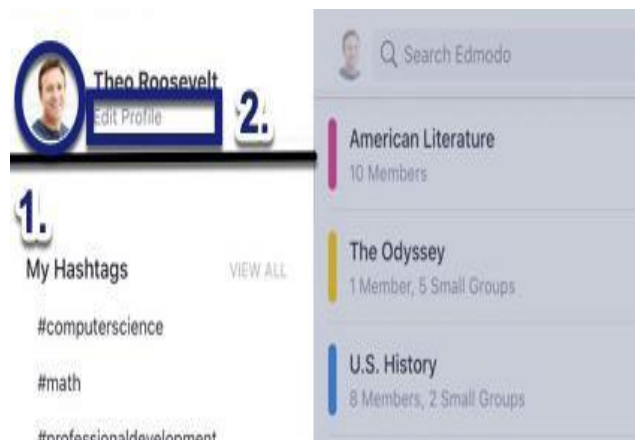 Theo Roosevelt
Edit Profile
2.
1.
My Hashtags
VIEW ALL
#computerscience
#math
#professionaldevelopment
Search Edmodo
American Literature
10 Members
The Odyssey
1 Member, 5 Small Groups
U.S. History
8 Members, 2 Small Groups